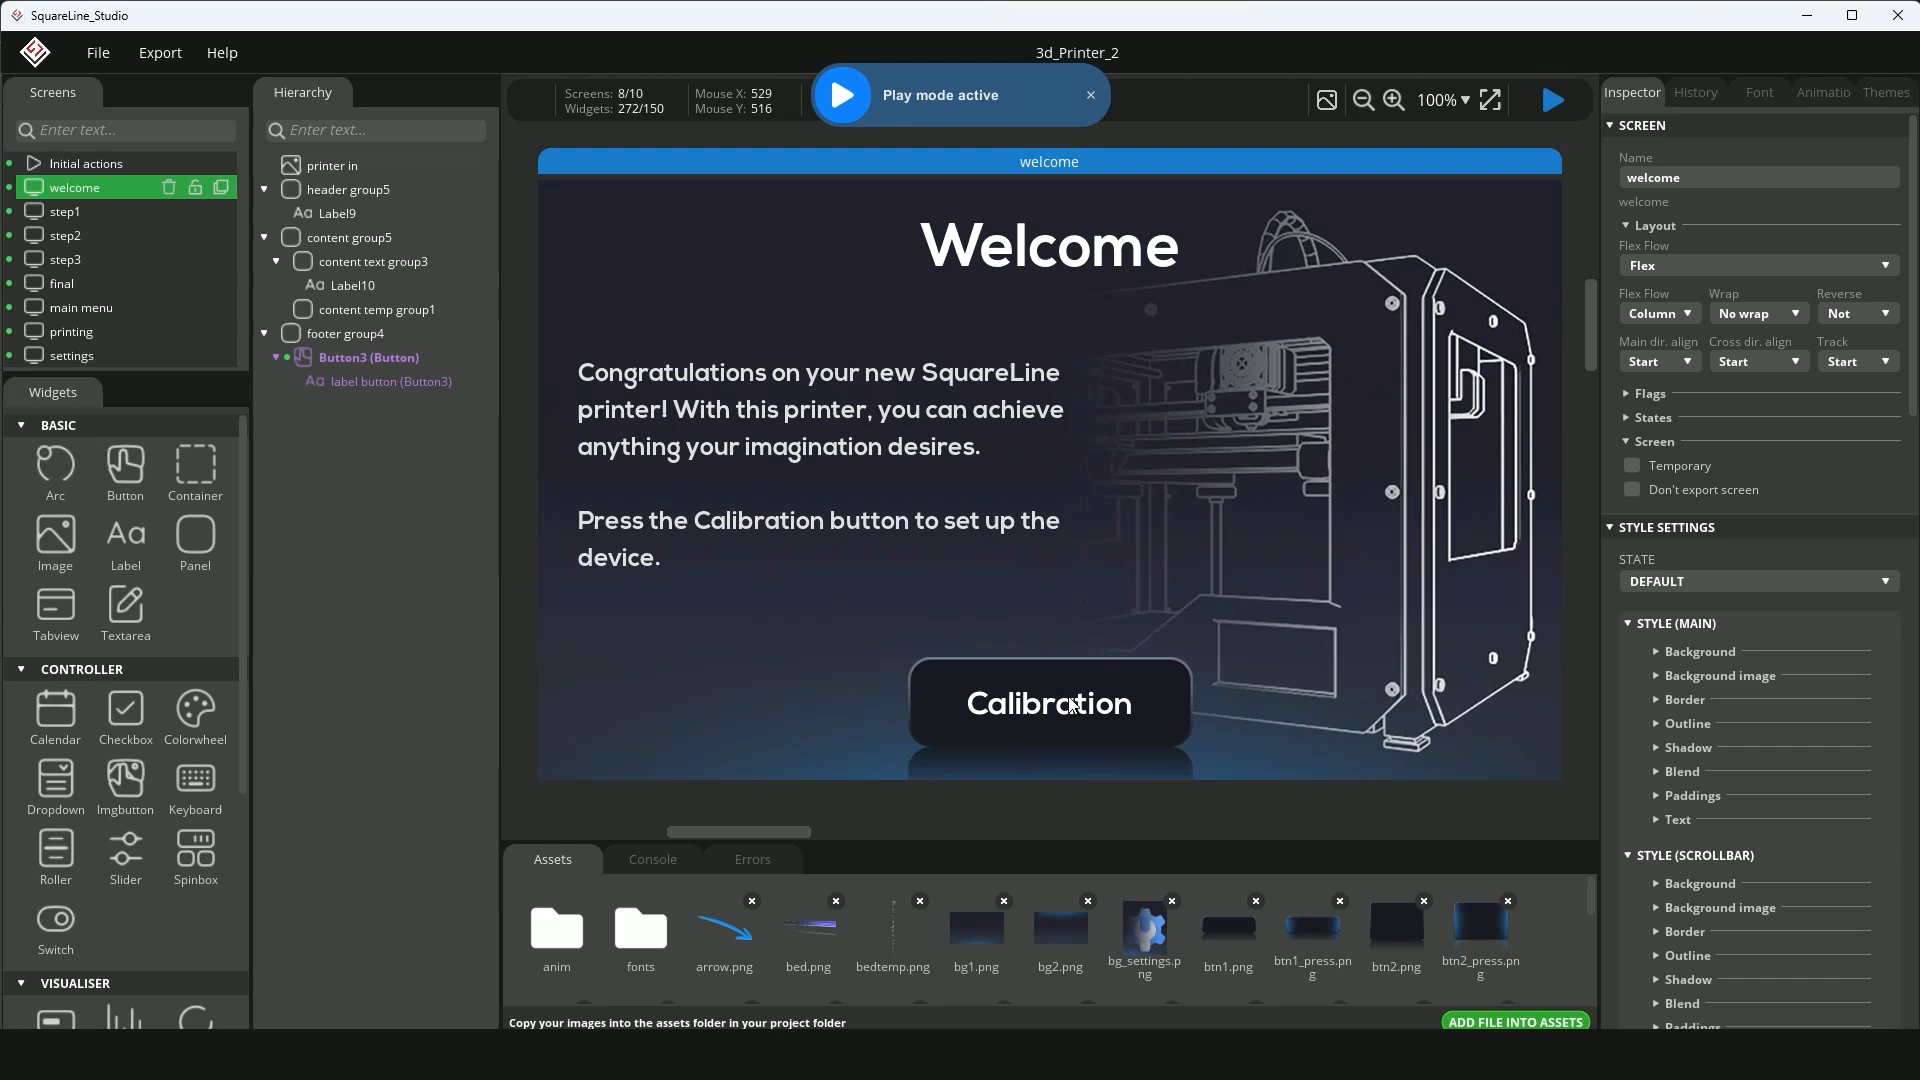 SquareLine_Studio
File
Export
Help
3d_Printer_2
Screens
Hierarchy
Screens: 8/10
Widgets: 272/150
Mouse X: 529
Mouse Y: 516
Play mode active
100%
Inspector
History
Font
Animatio
Themes
Enter text...
Initial actions
welcome
step1
step2
step3
final
main menu
printing
settings
Enter text...
printer in
header group5
Label9
content group5
content text group3
Label10
content temp group1
footer group4
Button3 (Button)
label button (Button3)
Widgets
BASIC
Arc
Button
Container
Image
Label
Panel
Tabview
Textarea
CONTROLLER
Calendar
Checkbox
Colorwheel
Dropdown
Imgbutton
Keyboard
Roller
Slider
Spinbox
Switch
VISUALISER
welcome
Welcome
Congratulations on your new SquareLine
printer! With this printer, you can achieve
anything your imagination desires.
Press the Calibration button to set up the
device.
Calibration
Assets
Console
Errors
anim
fonts
arrow.png
bed.png
bedtemp.png
bg1.png
bg2.png
bg_settings.p
ng
btn1.png
btn1_press.pn
g
btn2.png
btn2_press.pn
g
Copy your images into the assets folder in your project folder
ADD FILE INTO ASSETS
SCREEN
Name
welcome
welcome
Layout
Flex Flow
Flex
Flex Flow
Wrap
Reverse
Column
No wrap
Not
Main dir. align
Cross dir. align
Track
Start
Start
Start
Flags
States
Screen
Temporary
Don't export screen
STYLE SETTINGS
STATE
DEFAULT
STYLE (MAIN)
Background
Background image
Border
Outline
Shadow
Blend
Paddings
Text
STYLE (SCROLLBAR)
Background
Background image
Border
Outline
Shadow
Blend
Paddings